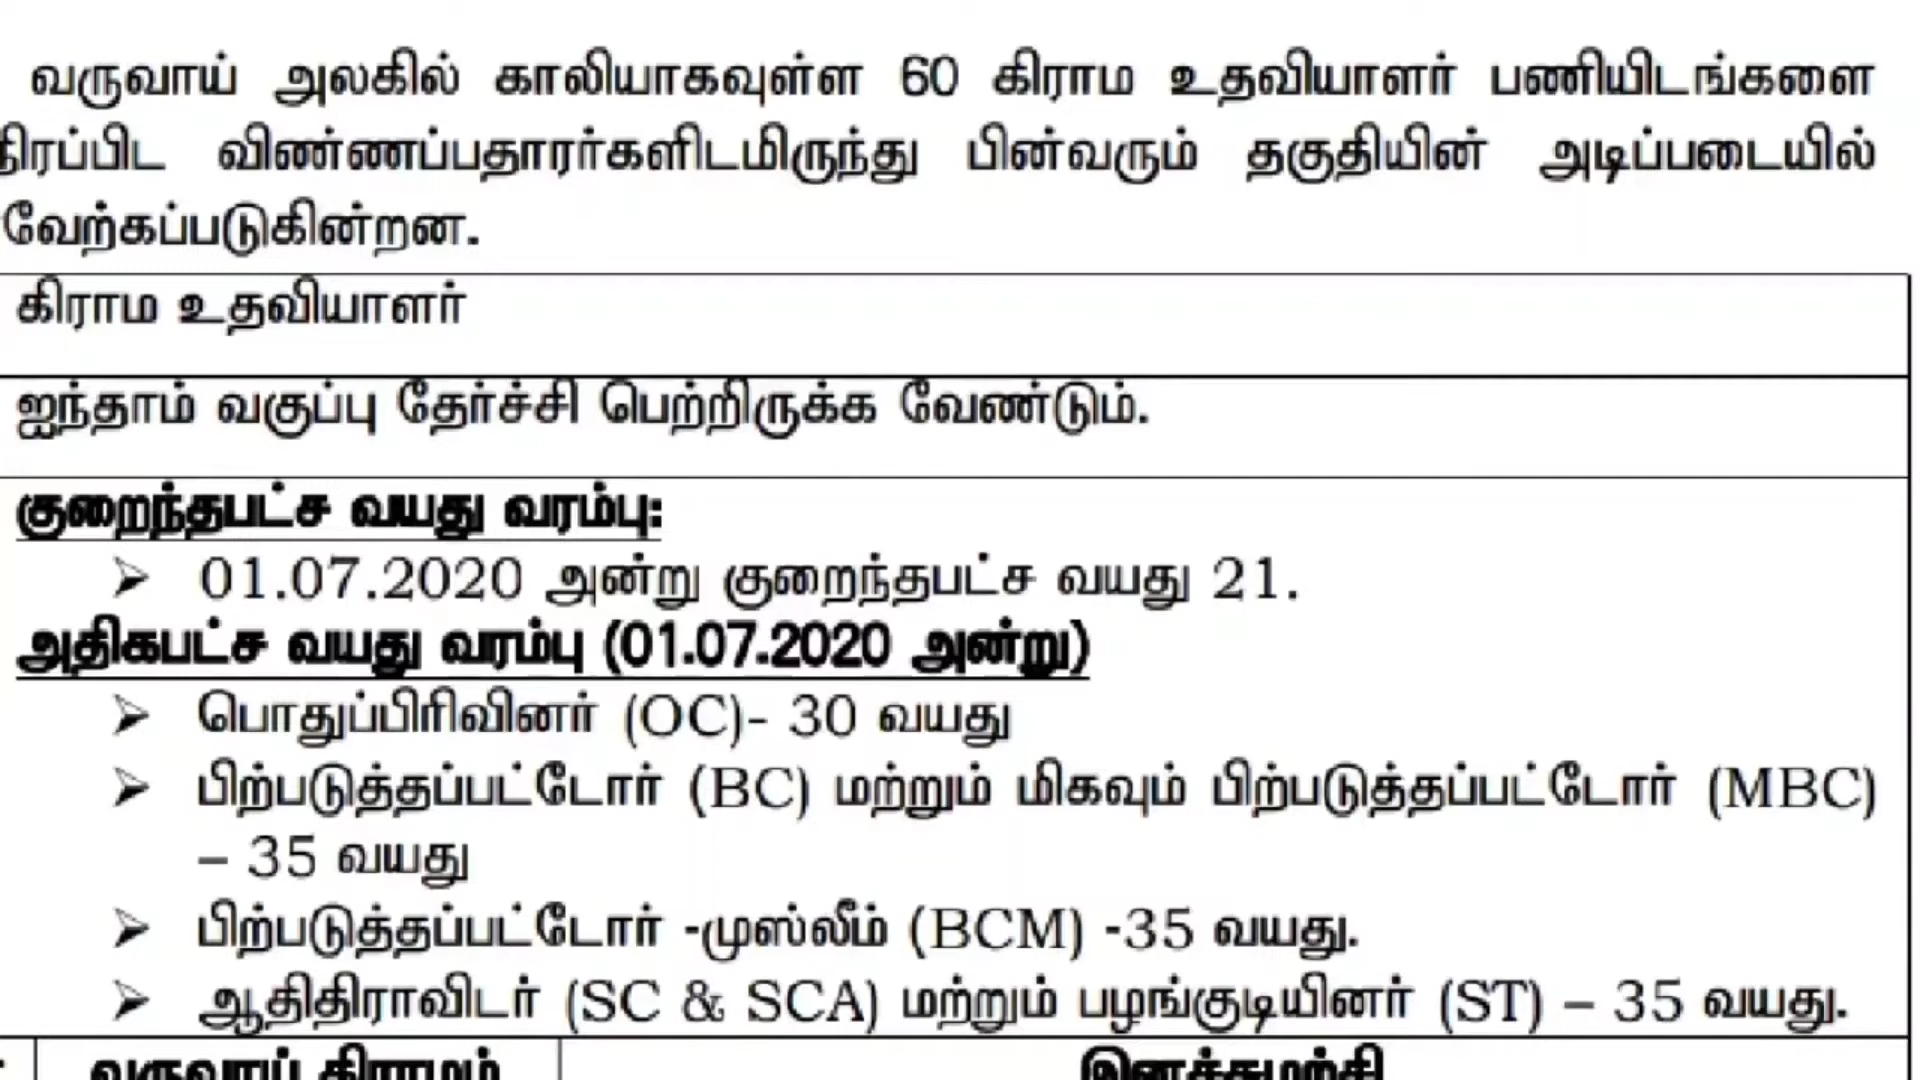 வருவாய் அலகில் காலியாகவுள்ள 60 கிராம உதவியாளர் பணியிடங்களை
நிரப்பிட விண்ணப்பதாரர்களிடமிருந்து பின்வரும் தகுதியின் அடிப்படையில்
வேற்கப்படுகின்றன.
கிராம உதவியாளர்
ஐந்தாம் வகுப்பு தேர்ச்சி பெற்றிருக்க வேண்டும்.
குறைந்தபட்ச வயது வரம்பு:
➢ 01.07.2020 அன்று குறைந்தபட்ச வயது 21.
அதிகபட்ச வயது வரம்பு (01.07.2020 அன்று)
➢ பொதுப்பிரிவினர் (OC)- 30 வயது
➢ பிற்படுத்தப்பட்டோர் (BC) மற்றும் மிகவும் பிற்படுத்தப்பட்டோர் (MBC)
– 35 வயது
➢ பிற்படுத்தப்பட்டோர் -முஸ்லீம் (BCM) -35 வயது.
➢ ஆதிதிராவிடர் (SC & SCA) மற்றும் பழங்குடியினர் (ST) – 35 வயது.
வருவாய் கிராமம் இனச்சுழற்சி